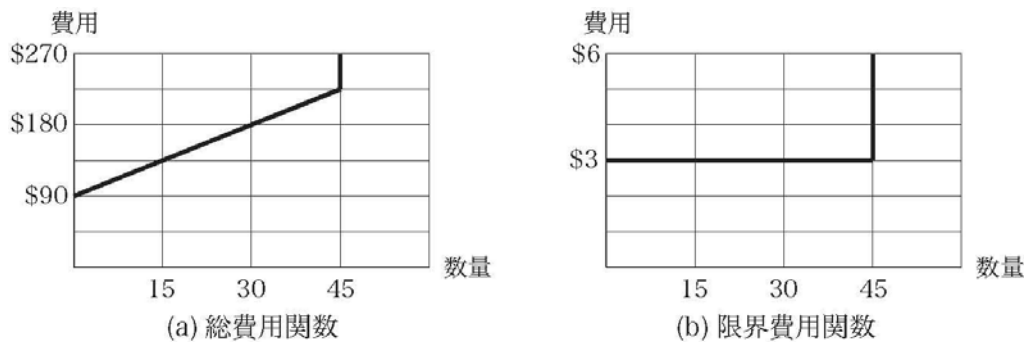 費用
$270
$180
$90
15 30 45
数量
(a) 総費用関数
費用
$6
$3
15 30 45
数量
(b) 限界費用関数